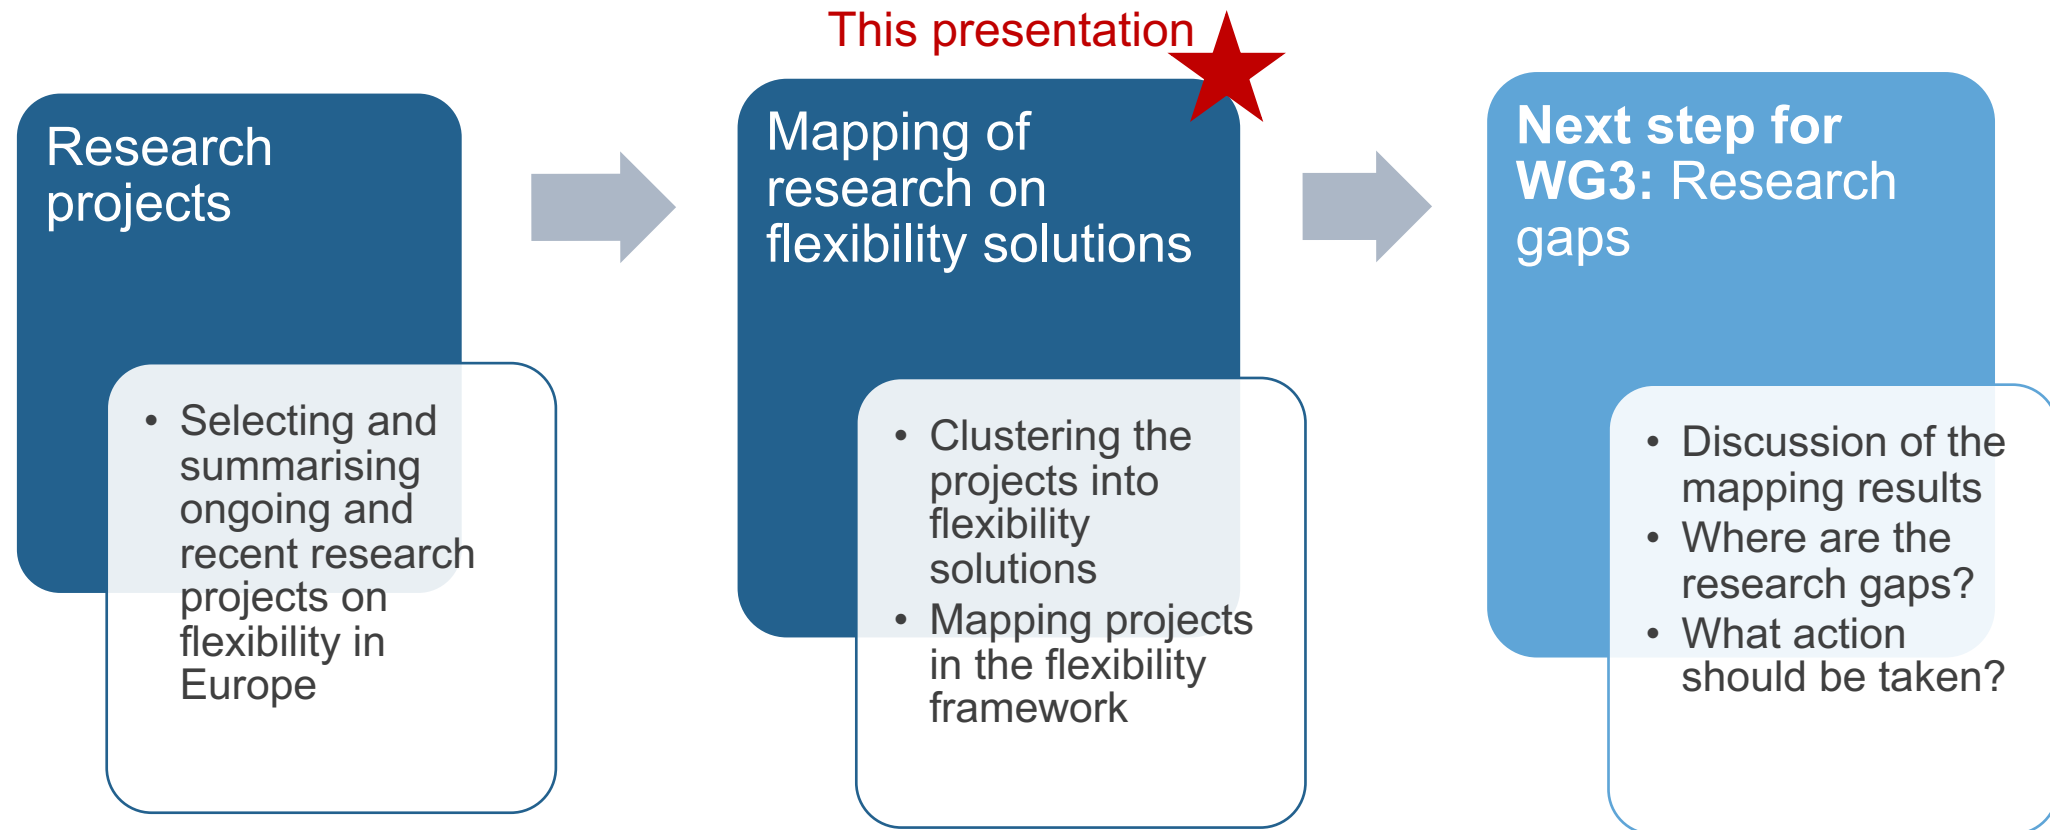 This presentation
Research
projects
• Selecting and
summarising
ongoing and
recent research
projects on
flexibility in
Europe
Mapping of
research on
flexibility solutions
• Clustering the
projects into
flexibility
solutions
• Mapping projects
in the flexibility
framework
Next step for
WG3: Research
gaps
• Discussion of the
mapping results
• Where are the
research gaps?
• What action
should be taken?